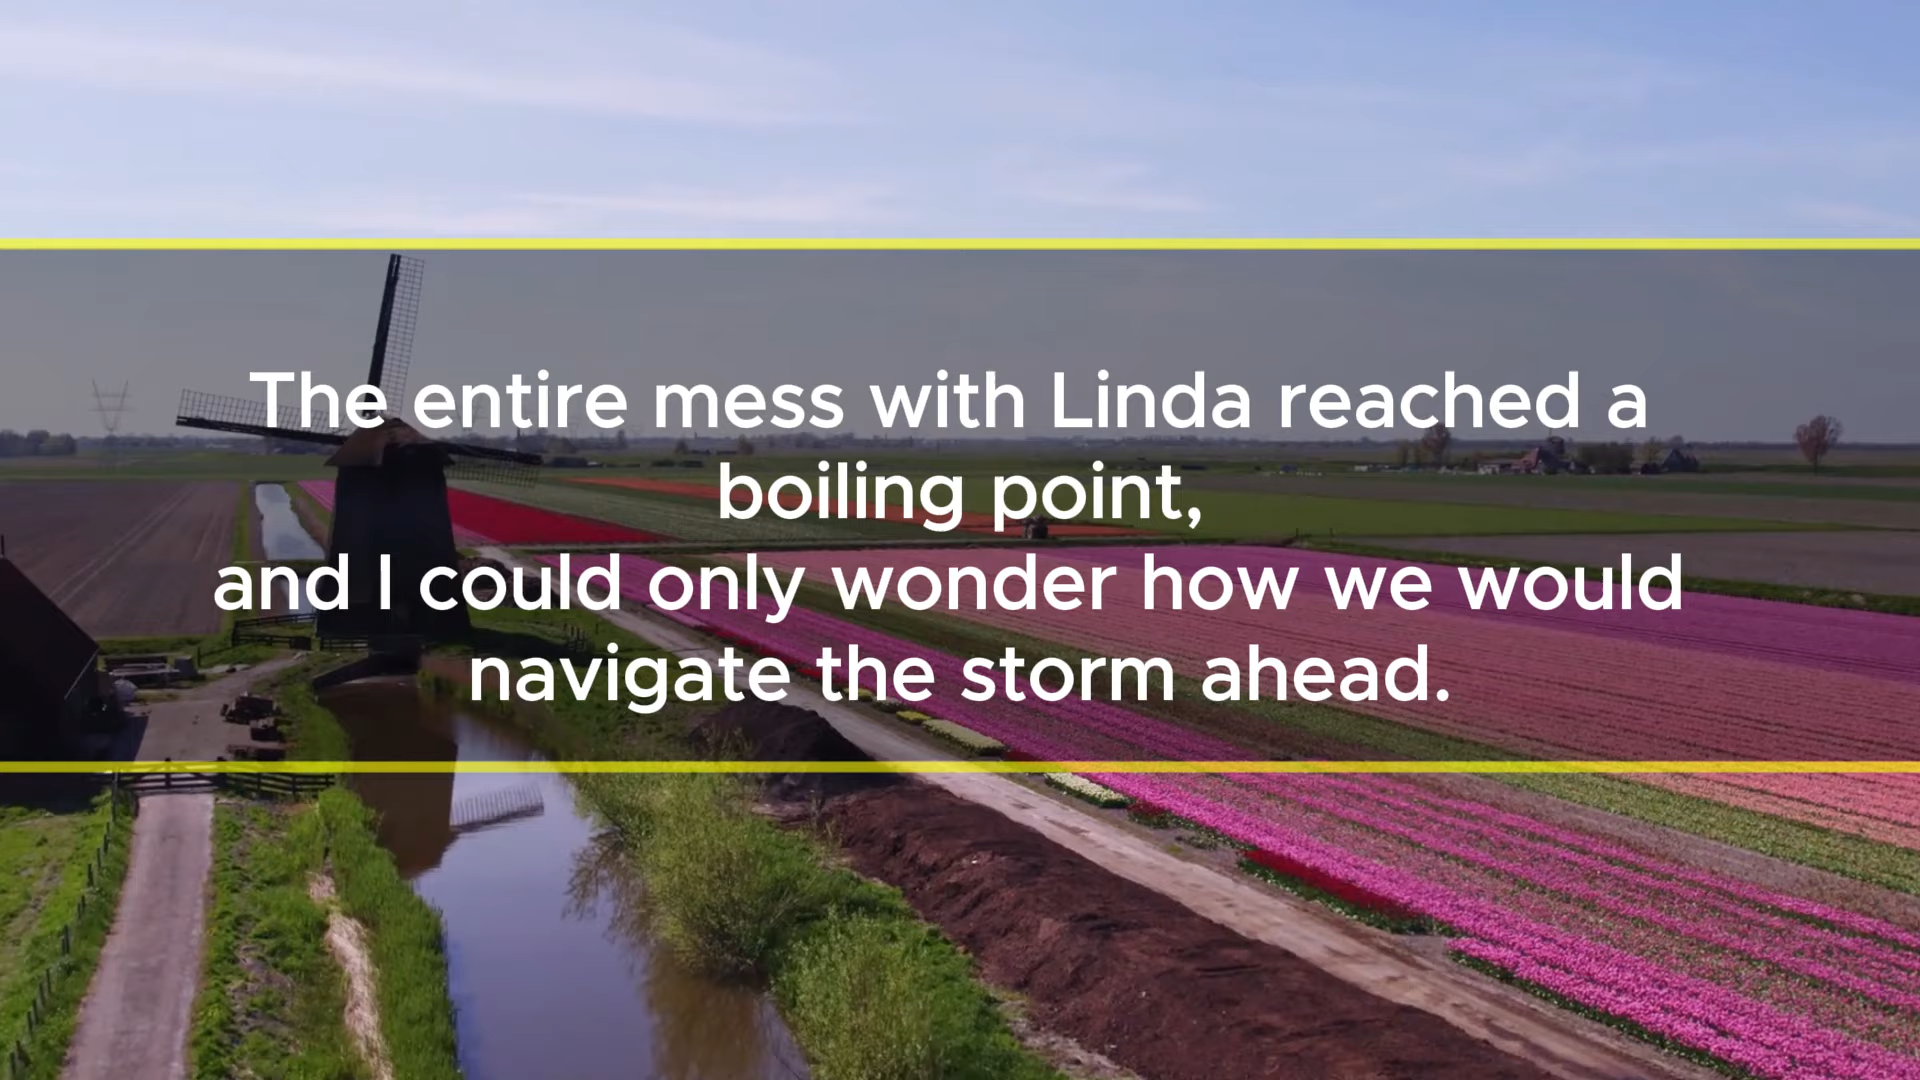 The entire mess with Linda reached a
boiling point,
and I could only wonder how we would
navigate the storm ahead.